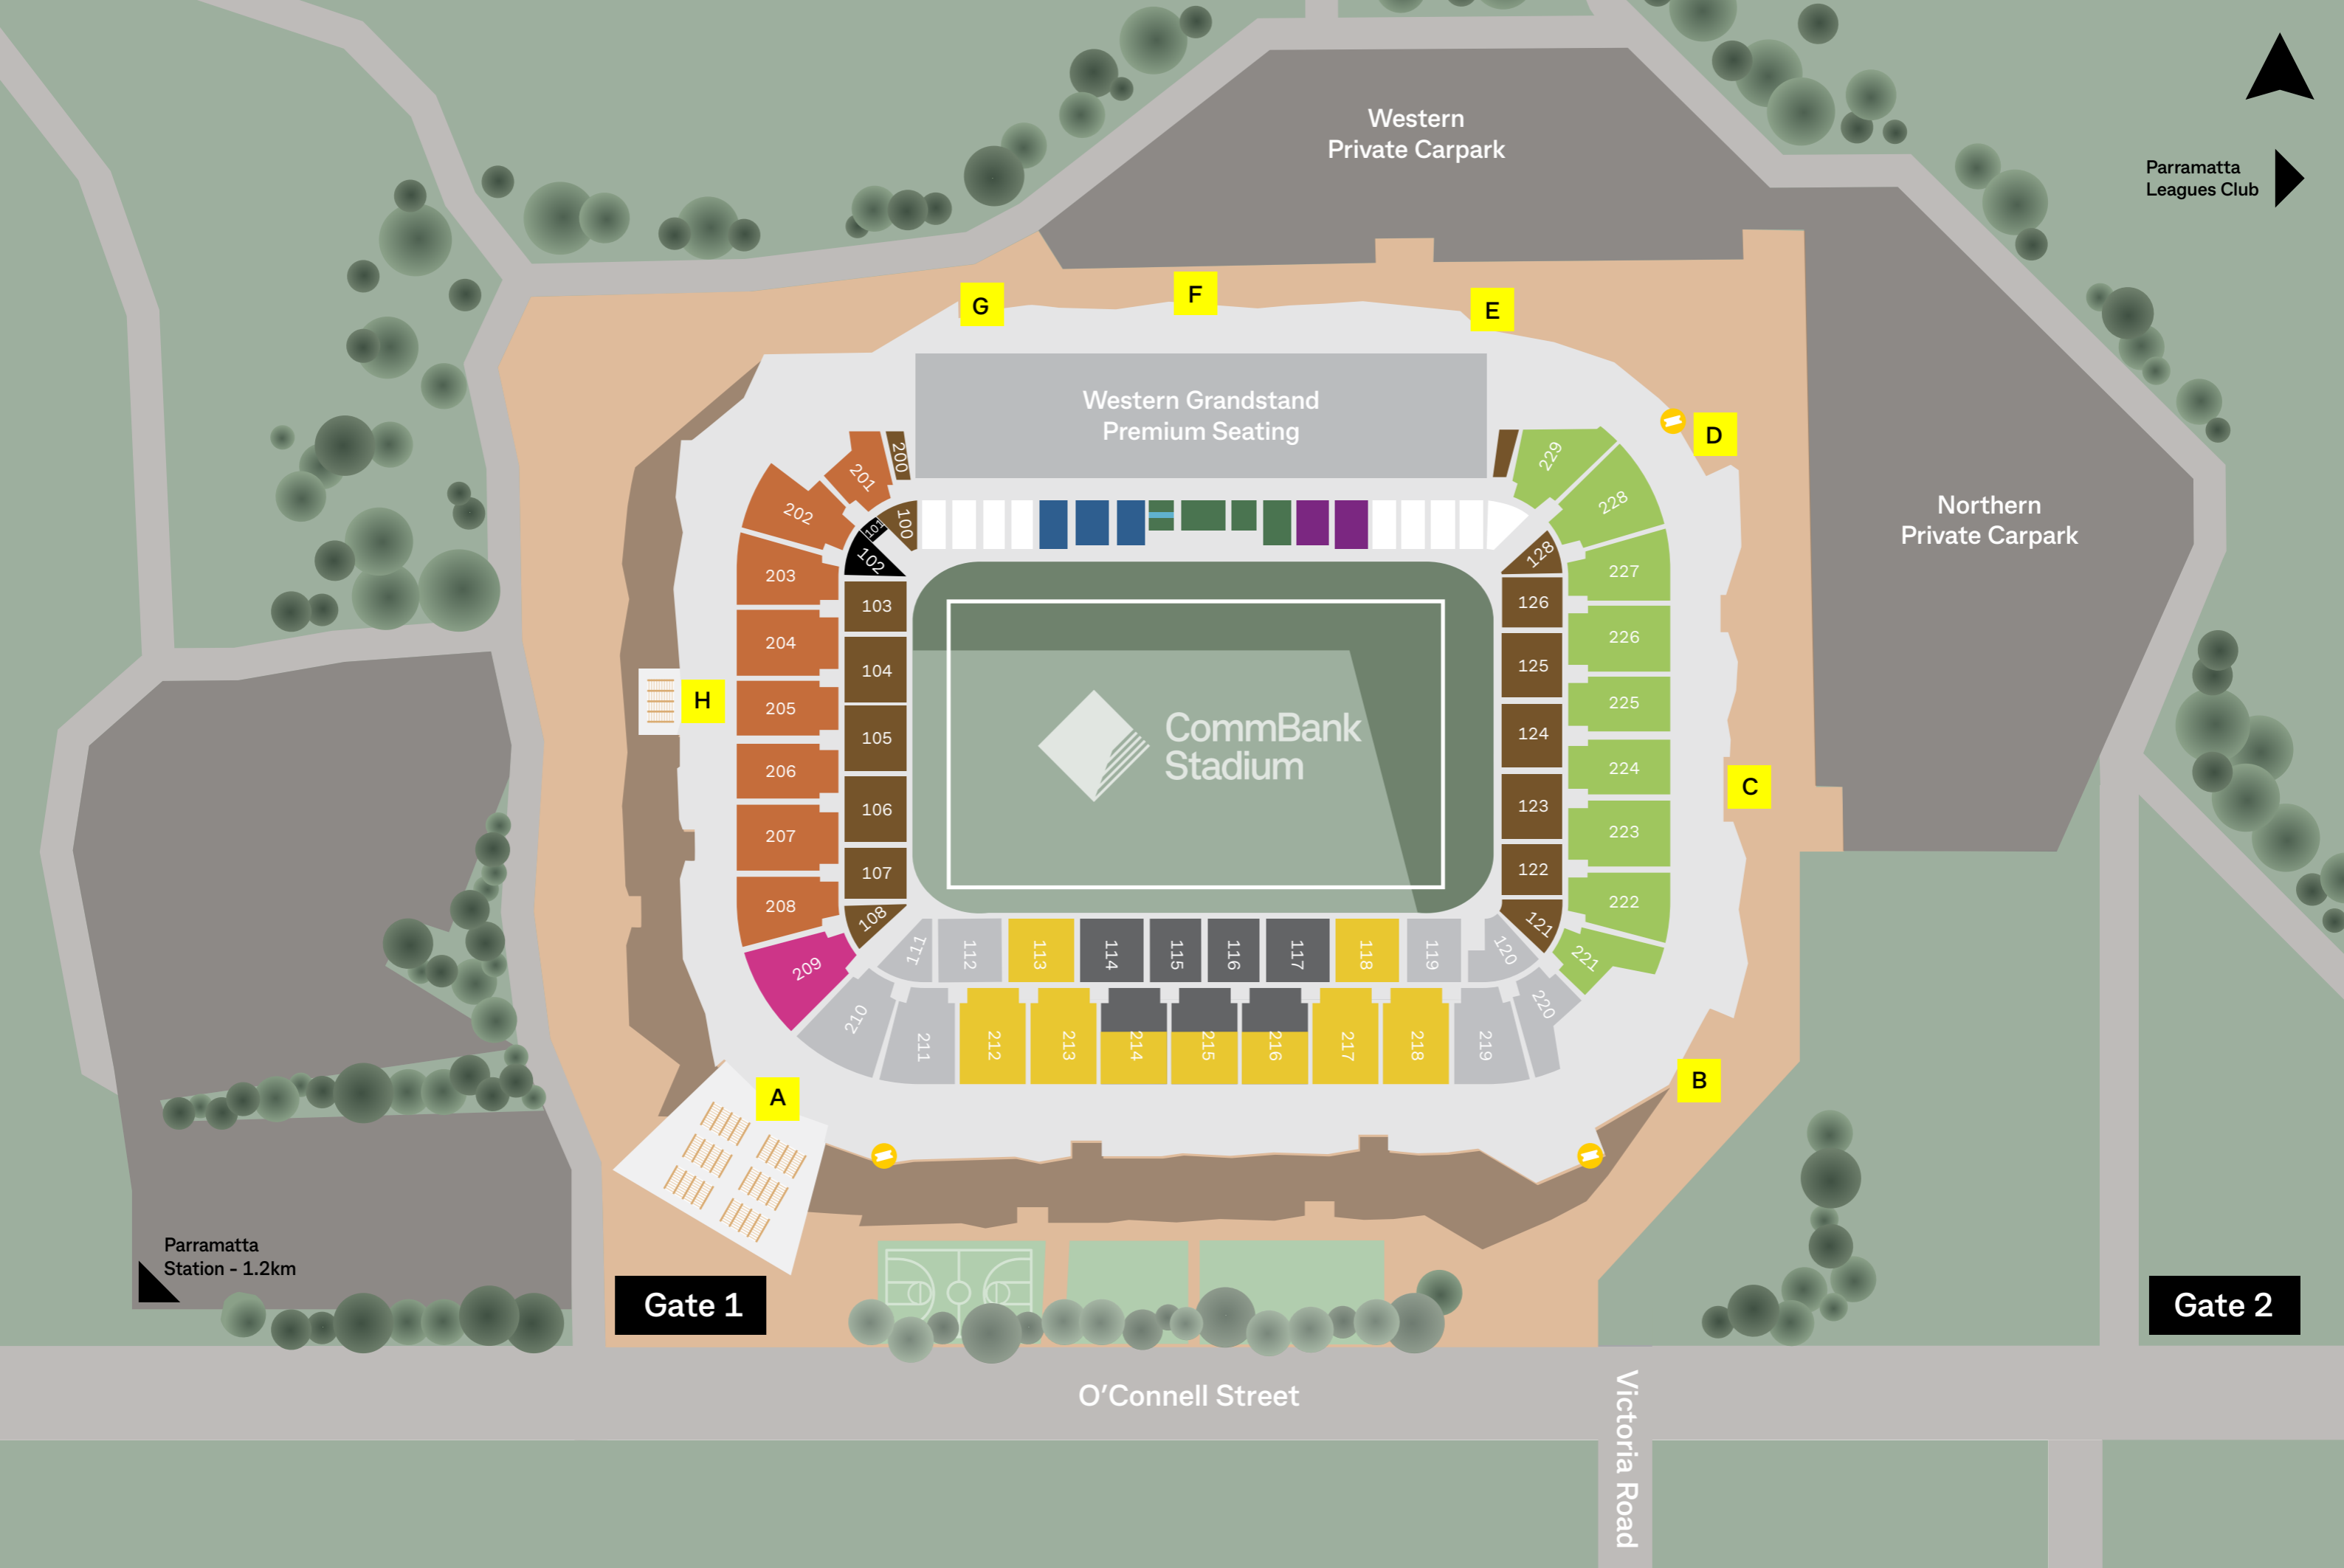 Western
Private Carpark
Parramatta
Leagues Club
G
F
E
D
Western Grandstand
Premium Seating
Northern
Private Carpark
200
201
202
203
204
205
206
207
208
209
210
211
212
213
214
215
216
217
218
219
220
221
222
223
224
225
226
227
228
229
100
101
102
103
104
105
106
107
108
111
112
113
114
115
116
117
118
119
120
121
122
123
124
125
126
128
CommBank
Stadium
H
C
A
B
Parramatta
Station - 1.2km
Gate 1
Gate 2
O'Connell Street
Victoria Road